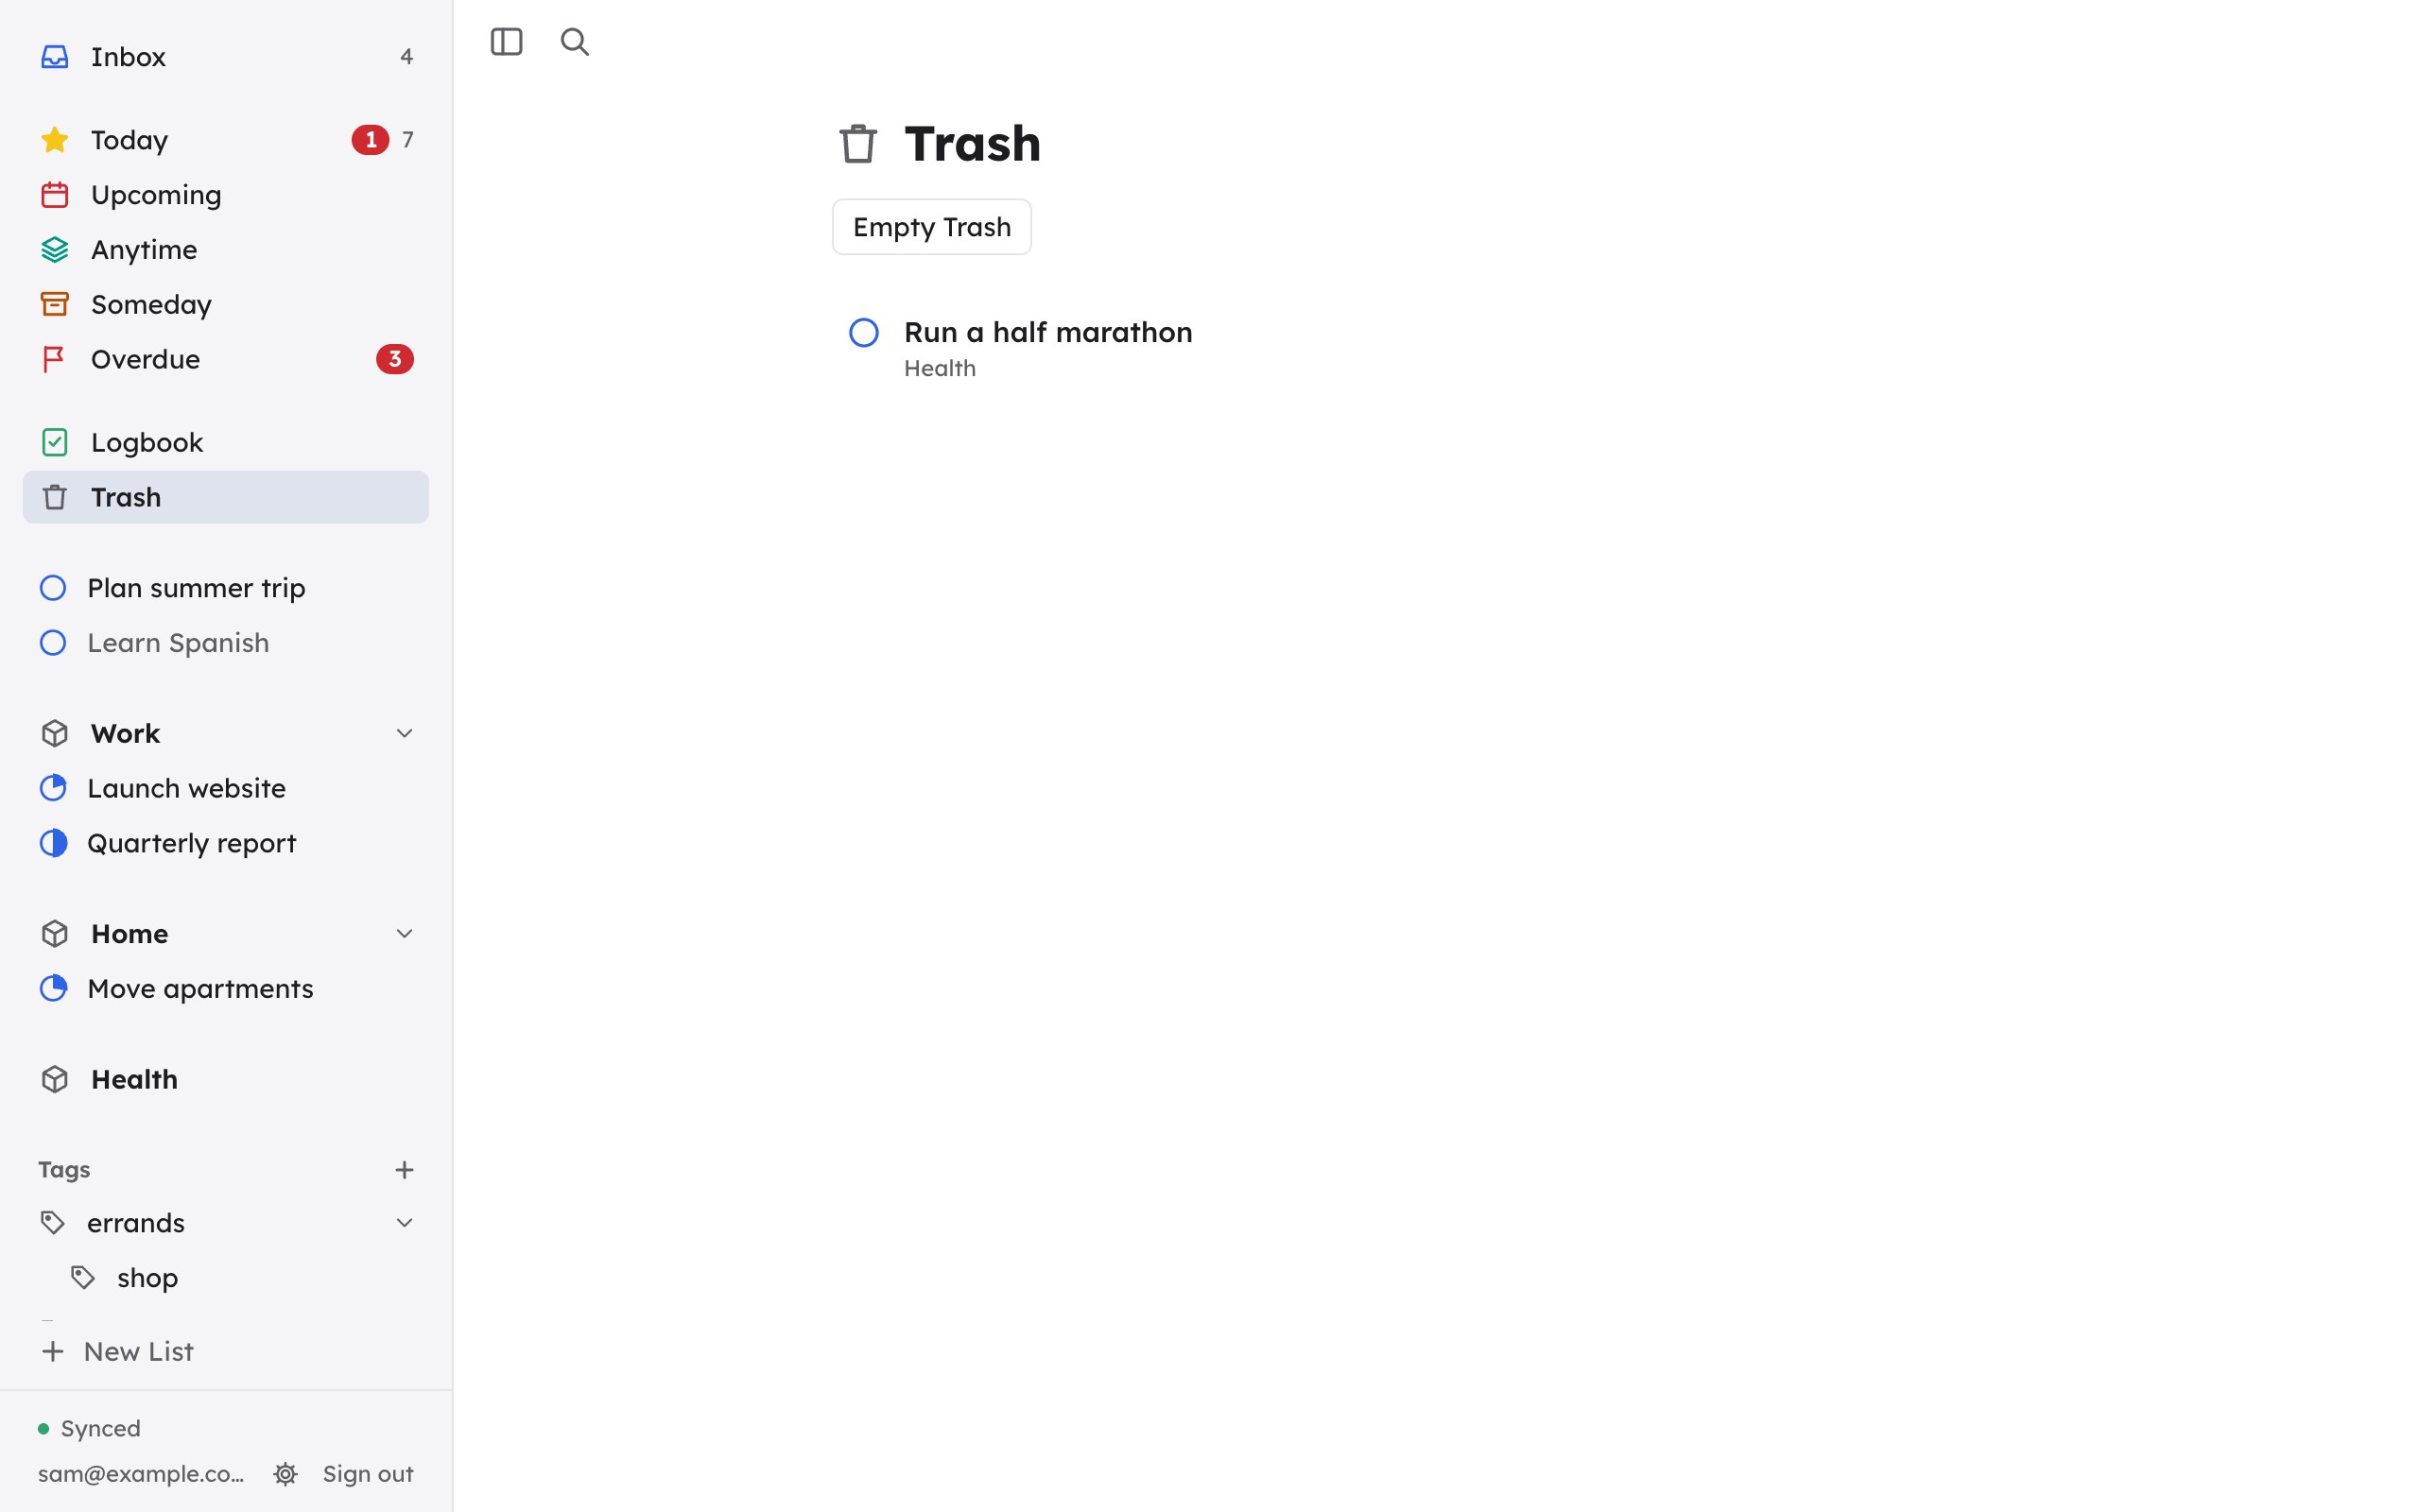 Inbox 4
Today 1 7
Upcoming
Anytime
Someday
Overdue 3
Logbook
Trash
Plan summer trip
Learn Spanish
Work
Launch website
Quarterly report
Home
Move apartments
Health
Tags
errands
shop
New List
Synced
sam@example.co... Sign out
Trash
Empty Trash
Run a half marathon
Health